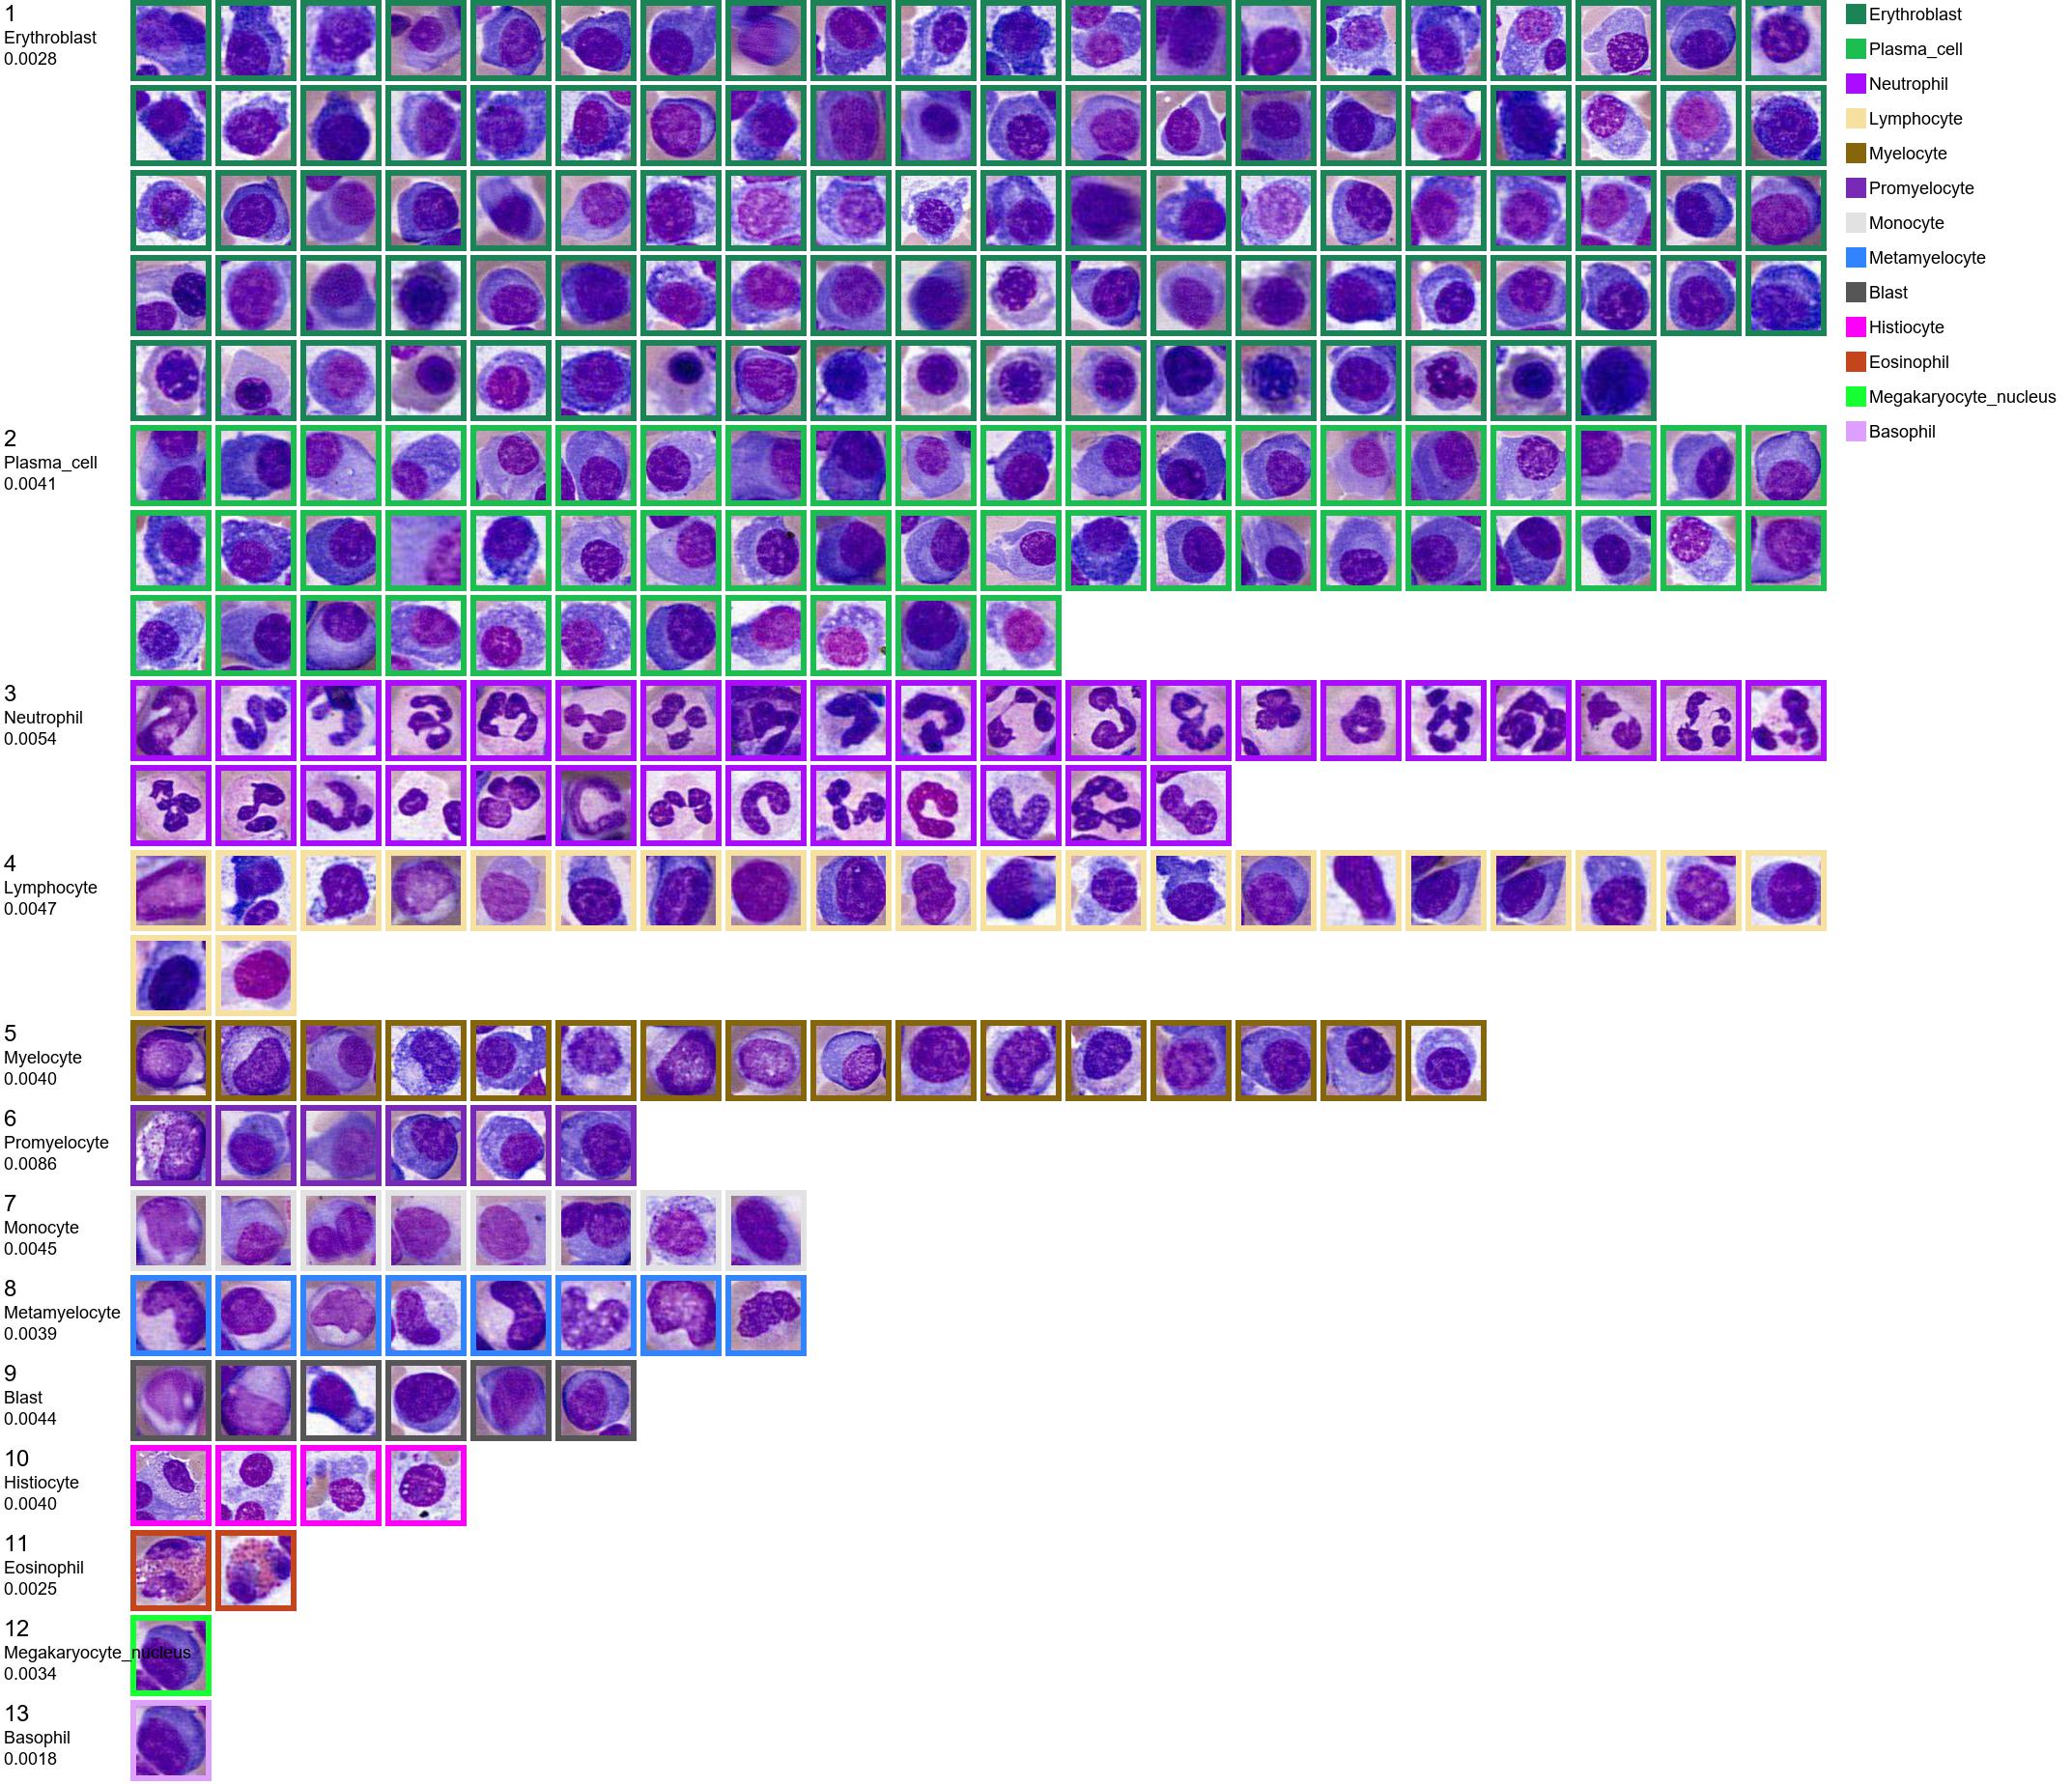 1
Erythroblast
0.0028
2
Plasma_cell
0.0041
3
Neutrophil
0.0054
4
Lymphocyte
0.0047
5
Myelocyte
0.0040
6
Promyelocyte
0.0086
7
Monocyte
0.0045
8
Metamyelocyte
0.0039
9
Blast
0.0044
10
Histiocyte
0.0040
11
Eosinophil
0.0025
12
Megakaryocyte_nucleus
0.0034
13
Basophil
0.0018
Erythroblast
Plasma_cell
Neutrophil
Lymphocyte
Myelocyte
Promyelocyte
Monocyte
Metamyelocyte
Blast
Histiocyte
Eosinophil
Megakaryocyte_nucleus
Basophil